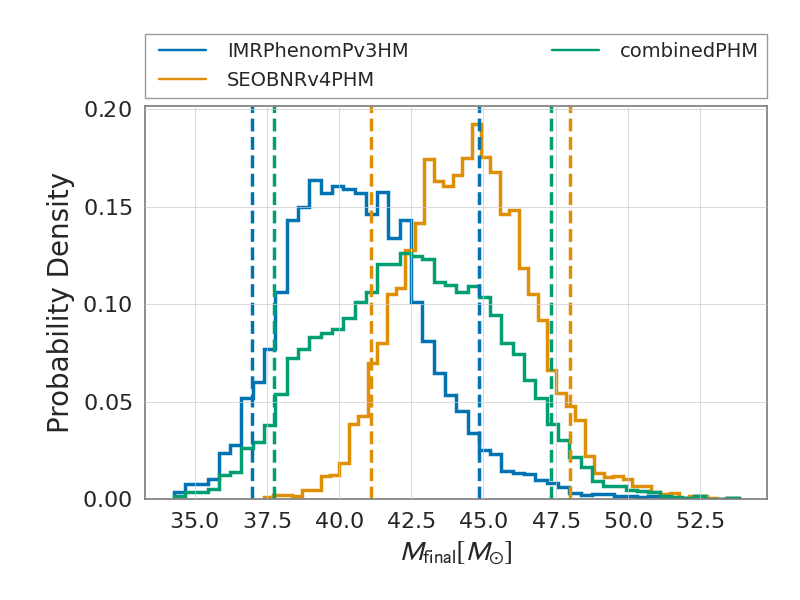 IMRPhenomPv3HM
SEOBNRv4PHM
combinedPHM
Probability Density
0.20
0.15
0.10
0.05
0.00
35.0 37.5 40.0 42.5 45.0 47.5 50.0 52.5
M_final[M_⊙]